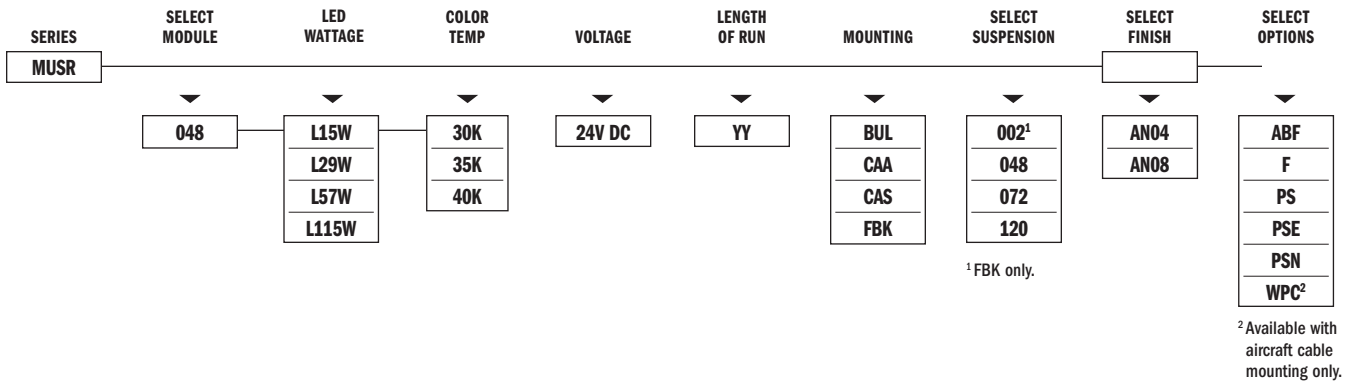 SERIES
SELECT
MODULE
LED
WATTAGE
COLOR
TEMP
VOLTAGE
LENGTH
OF RUN
MOUNTING
SELECT
SUSPENSION
SELECT
FINISH
SELECT
OPTIONS
MUSR
048
L15W
L29W
L57W
L115W
30K
35K
40K
24V DC
YY
BUL
CAA
CAS
FBK
002¹
048
072
120
¹ FBK only.
AN04
AN08
ABF
F
PS
PSE
PSN
WPC²
² Available with
aircraft cable
mounting only.